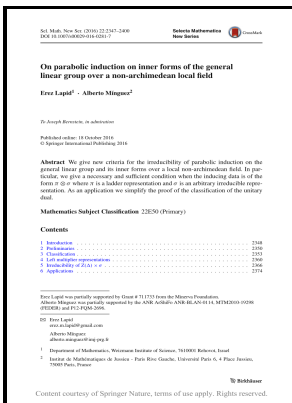 Sel. Math. New Ser. (2016) 22:2347–2400
DOI 10.1007/s00029-016-0281-7
Selecta Mathematica
New Series
CrossMark
On parabolic induction on inner forms of the general
linear group over a non-archimedean local field
Erez Lapid1 · Alberto Mínguez2
To Joseph Bernstein, in admiration
Published online: 18 October 2016
© Springer International Publishing 2016
Abstract We give new criteria for the irreducibility of parabolic induction on the
general linear group and its inner forms over a non-archimedean local field. In par-
ticular, we give a necessary and sufficient condition when the inducing data is of the
form π ⊗ σ where π is a ladder representation and σ is an arbitrary irreducible repre-
sentation. As an application we simplify the proof of the classification of the unitary
dual.
Mathematics Subject Classification 22E50 (Primary)
Contents
1 Introduction . . . 2348
2 Preliminaries . . . 2350
3 Classification . . . 2353
4 Left multiplier representations . . . 2360
5 Irreducibility of Z(Δ) × σ . . . 2366
6 Applications . . . 2374
Erez Lapid was partially supported by Grant # 711733 from the Minerva Foundation.
Alberto Mínguez was partially supported by the ANR ArShiFo ANR-BLAN-0114, MTM2010-19298
(FEDER) and P12-FQM-2696.
Erez Lapid
erez.m.lapid@gmail.com
Alberto Mínguez
alberto.minguez@imj-prg.fr
1 Department of Mathematics, Weizmann Institute of Science, 7610001 Rehovot, Israel
2 Institut de Mathématiques de Jussieu - Paris Rive Gauche, Université Paris 6, 4 Place Jussieu,
75005 Paris, France
Birkhäuser
Content courtesy of Springer Nature, terms of use apply. Rights reserved.